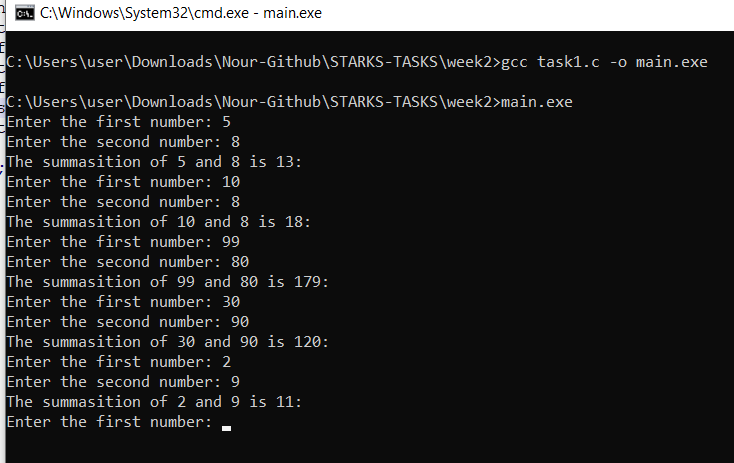 C:\Windows\System32\cmd.exe - main.exe
C:\Users\user\Downloads\Nour-Github\STARKS-TASKS\week2>gcc task1.c -o main.exe
C:\Users\user\Downloads\Nour-Github\STARKS-TASKS\week2>main.exe
Enter the first number: 5
Enter the second number: 8
The summasition of 5 and 8 is 13:
Enter the first number: 10
Enter the second number: 8
The summasition of 10 and 8 is 18:
Enter the first number: 99
Enter the second number: 80
The summasition of 99 and 80 is 179:
Enter the first number: 30
Enter the second number: 90
The summasition of 30 and 90 is 120:
Enter the first number: 2
Enter the second number: 9
The summasition of 2 and 9 is 11:
Enter the first number: